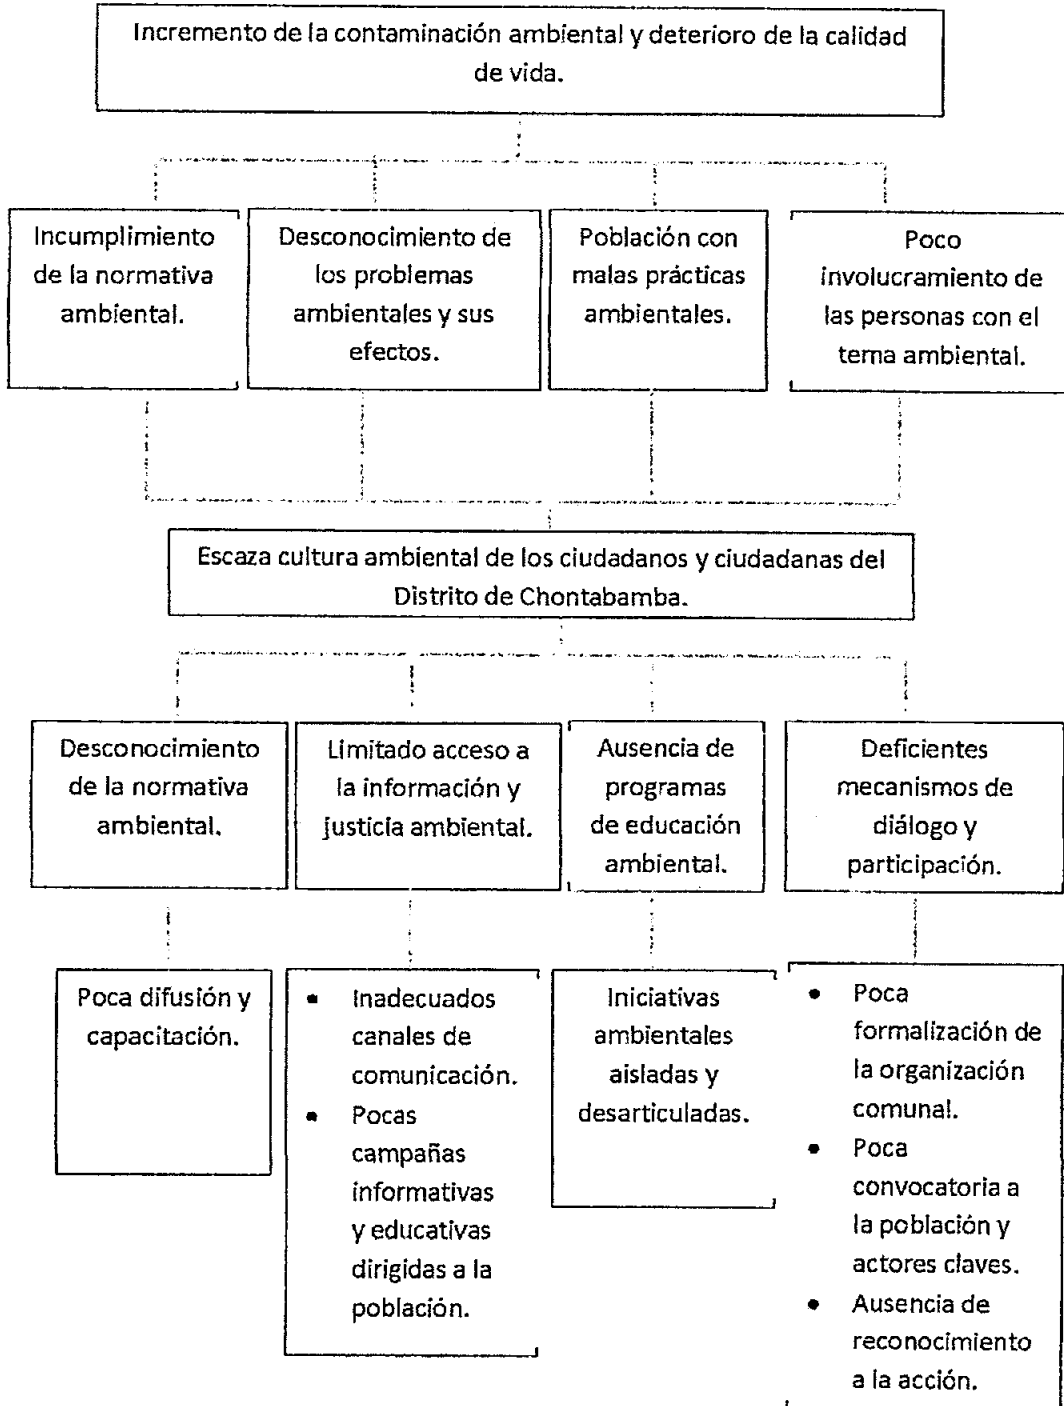 Incremento de la contaminación ambiental y deterioro de la calidad
de vida.
Incumplimiento
de la normativa
ambiental.
Desconocimiento de
los problemas
ambientales y sus
efectos.
Población con
malas prácticas
ambientales.
Poco
involucramiento de
las personas con el
tema ambiental.
Escaza cultura ambiental de los ciudadanos y ciudadanas del
Distrito de Chontabamba.
Desconocimiento
de la normativa
ambiental.
Limitado acceso a
la información y
justicia ambiental.
Ausencia de
programas
de educación
ambiental.
Deficientes
mecanismos de
diálogo y
participación.
Poca difusión y
capacitación.
• Inadecuados
canales de
comunicación.
• Pocas
campañas
informativas
y educativas
dirigidas a la
población.
Iniciativas
ambientales
aisladas y
desarticuladas.
• Poca
formalización de
la organización
comunal.
• Poca
convocatoria a
la población y
actores claves.
• Ausencia de
reconocimiento
a la acción.